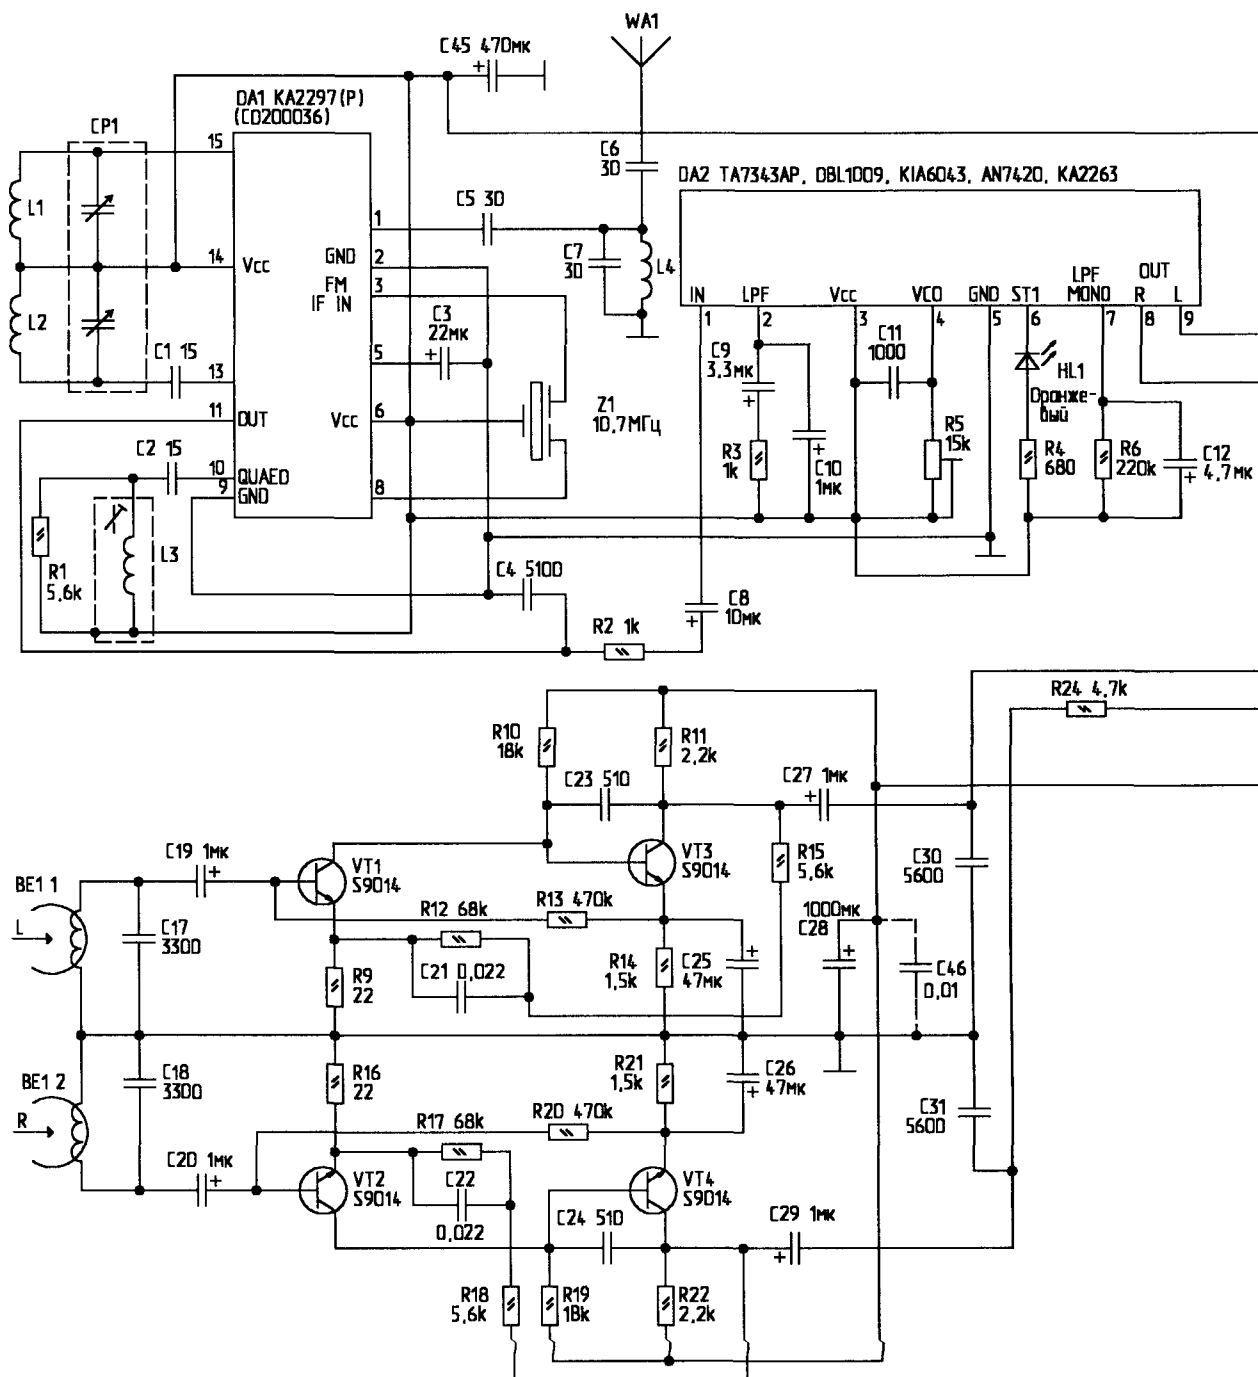 WA1
C45 470мк
+
DA1 KA2297(P)
(CD200036)
CP1
15
C6
30
DA2 TA7343AP, DBL1009, KIA6043, AN7420, KA2263
L1
1
C5 30
14
Vcc
GND
2
C7
30
L4
FM
IF IN
3
IN
LPF
Vcc
VCO
GND
ST1
LPF
MONO
OUT
R
L
1
2
3
4
5
6
7
8
9
L2
C3
22мк
+
C1 15
13
5
C11
1000
C9
3,3мк
+
HL1
Оранже-
вый
11
OUT
Vcc
6
Z1
10,7МГц
R5
15k
C2 15
10
QUAED
9
GND
8
R3
1k
+
C10
1мк
R4
680
R6
220k
C12
4,7мк
+
R1
5,6k
L3
C4 5100
C8
10мк
+
R2 1k
R24 4,7k
R10
18k
R11
2,2k
C23 510
C27 1мк
+
C19 1мк
+
VT1
S9014
VT3
S9014
R15
5,6k
C30
5600
BE1 1
L
C17
3300
R12 68k
R13 470k
1000мк
C28
+
R9
22
C21 0,022
R14
1,5k
C25
47мк
+
C46
0,01
BE1 2
R
C18
3300
R16
22
R21
1,5k
C26
47мк
+
C31
5600
R17 68k
R20 470k
C20 1мк
+
VT2
S9014
C22
0,022
VT4
S9014
C24 510
C29 1мк
+
R18
5,6k
R19
18k
R22
2,2k